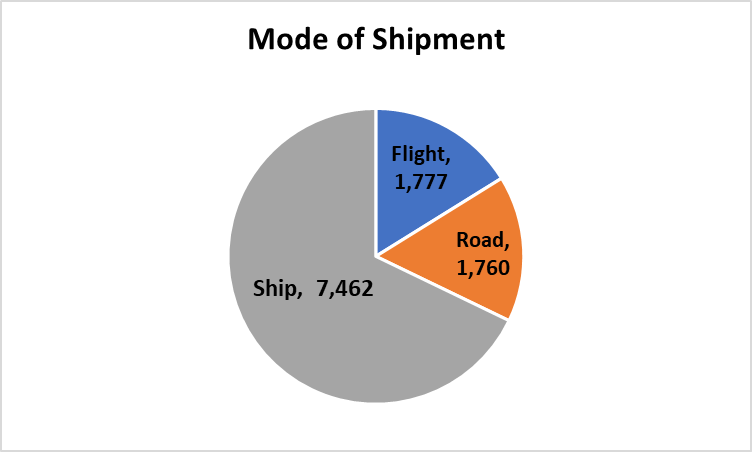 Mode of Shipment
Flight,
1,777
Road,
1,760
Ship, 7,462